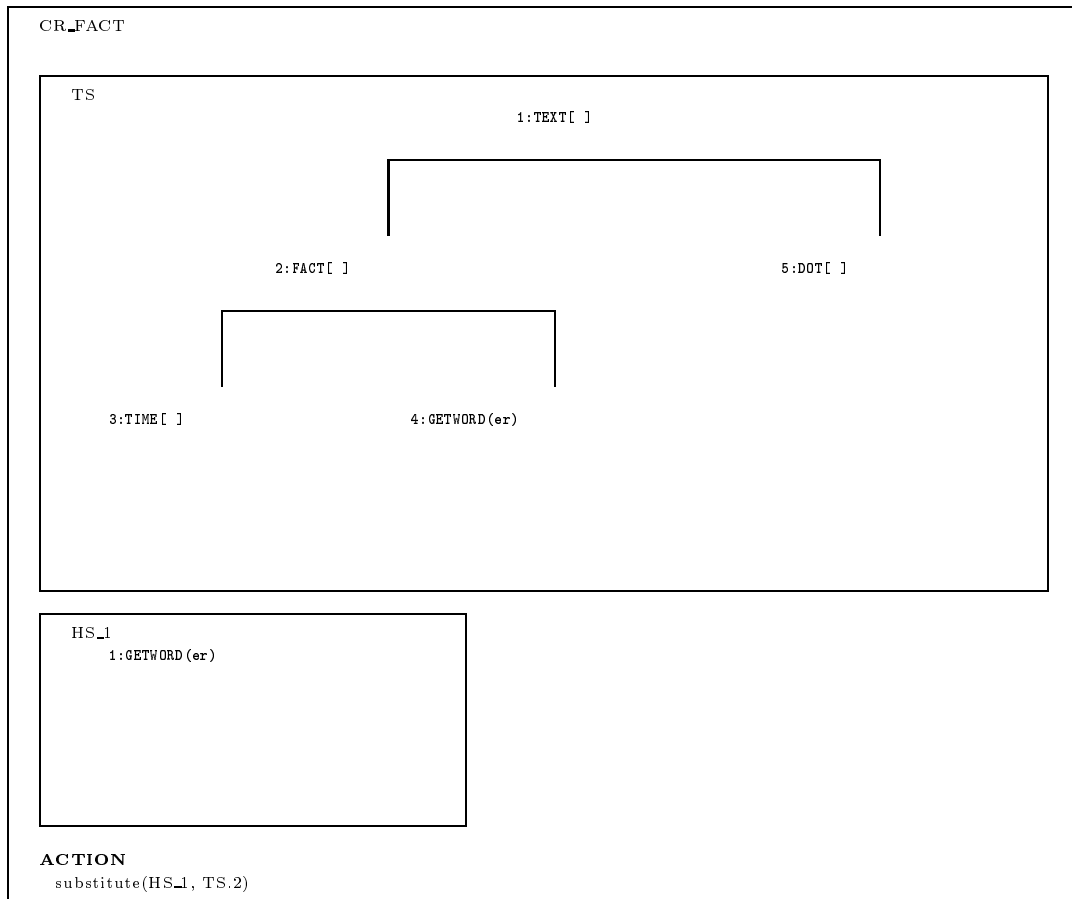 CR_FACT
TS
1:TEXT[ ]
2:FACT[ ]
5:DOT[ ]
3:TIME[ ]
4:GETWORD(er)
HS_1
1:GETWORD(er)
ACTION
substitute(HS_1, TS.2)